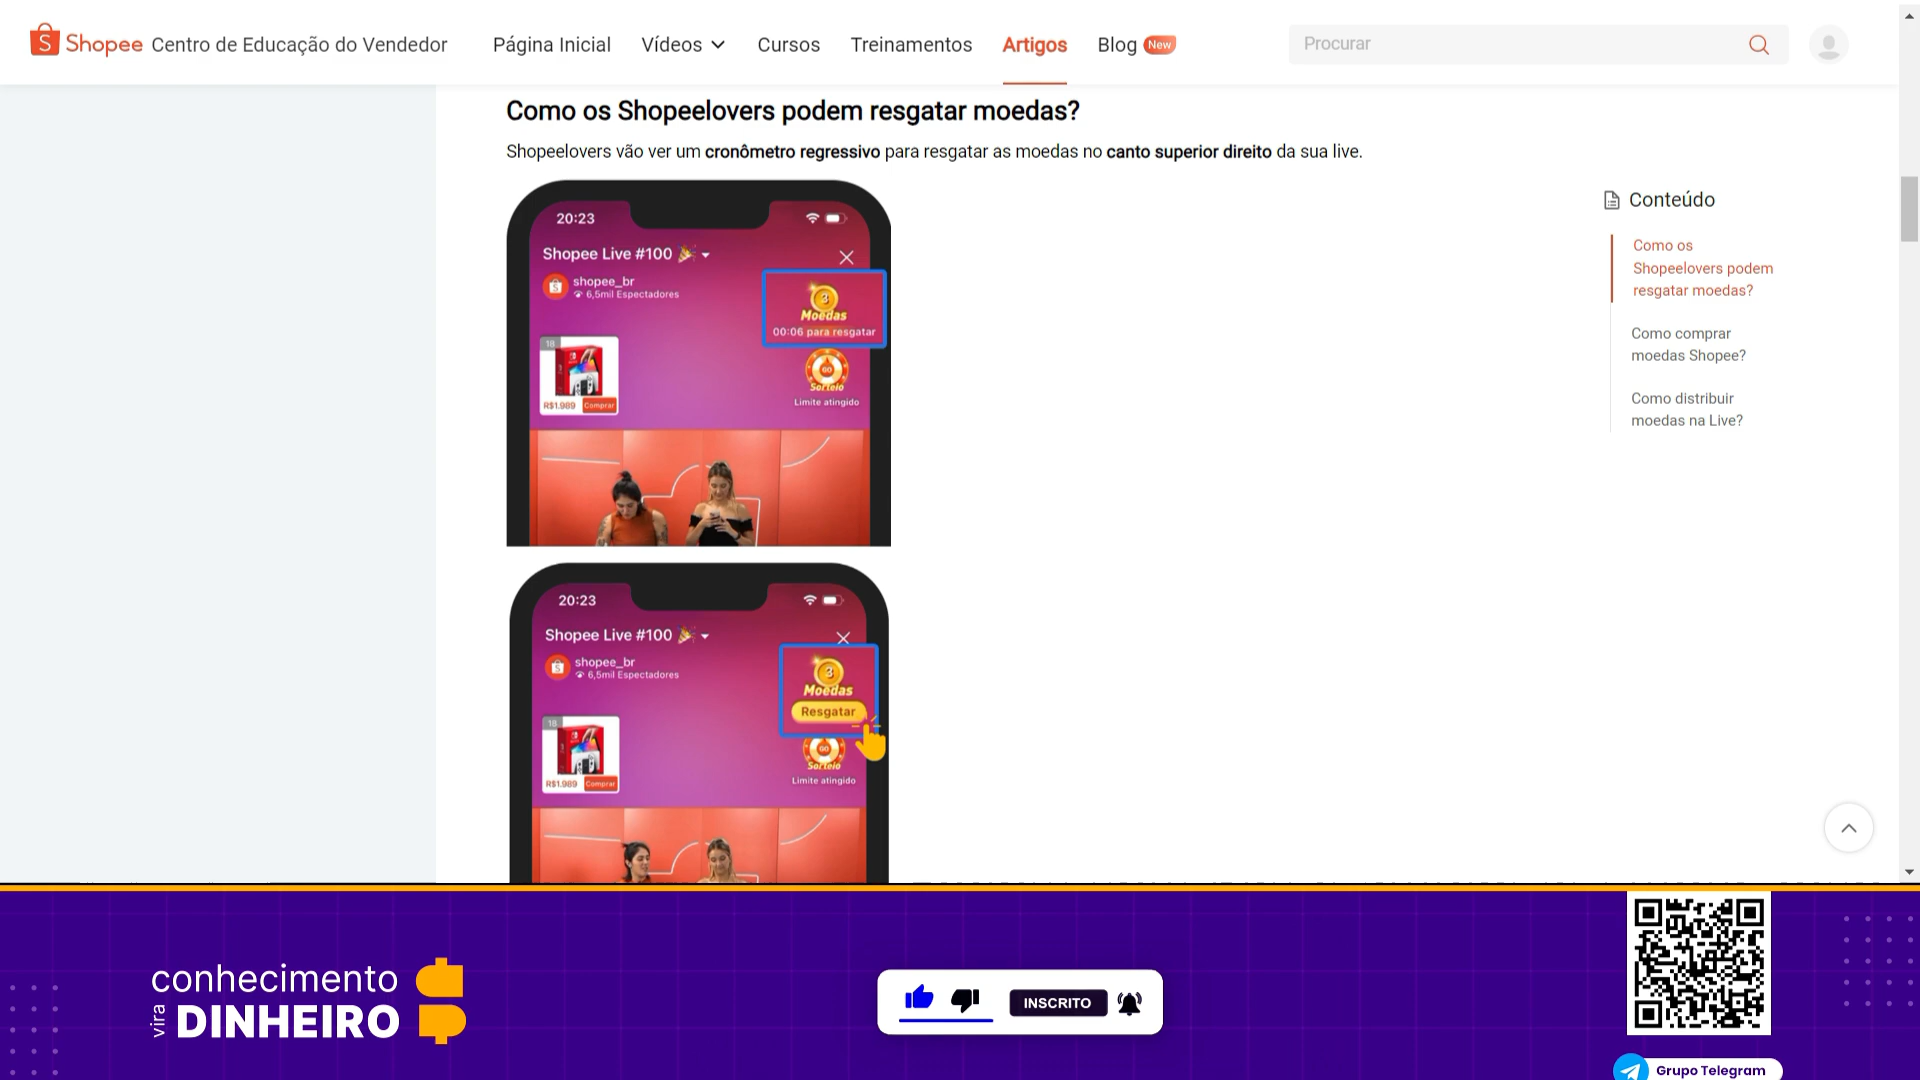 Shopee Centro de Educação do Vendedor
Página Inicial
Vídeos
Cursos
Treinamentos
Artigos
Blog New
Procurar
Como os Shopeelovers podem resgatar moedas?
Shopeelovers vão ver um cronômetro regressivo para resgatar as moedas no canto superior direito da sua live.
20:23
Shopee Live #100
shopee_br
6,5mil Espectadores
3
Moedas
00:06 para resgatar
18
R$1.989 Comprar
GO
Sorteio
Limite atingido
20:23
Shopee Live #100
shopee_br
6,5mil Espectadores
3
Moedas
Resgatar
18
R$1.989 Comprar
GO
Sorteio
Limite atingido
Conteúdo
Como os
Shopeelovers podem
resgatar moedas?
Como comprar
moedas Shopee?
Como distribuir
moedas na Live?
conhecimento
vira DINHEIRO
INSCRITO
Grupo Telegram